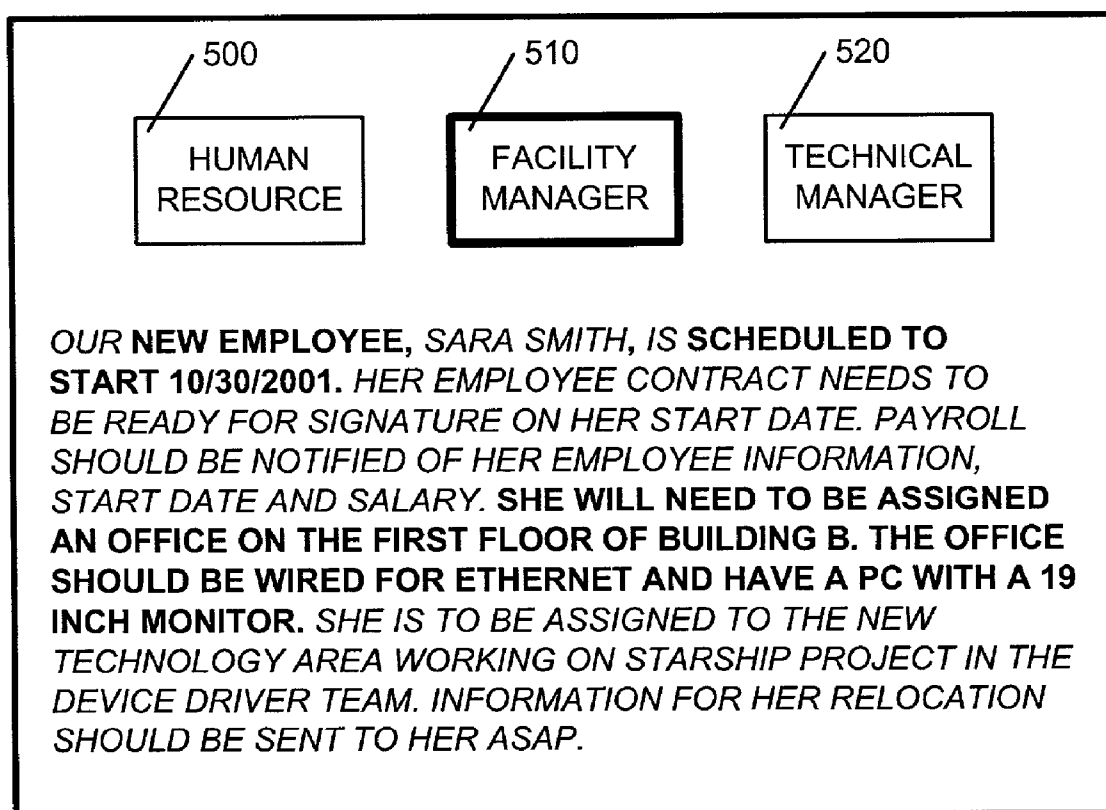 500 510 520
HUMAN RESOURCE
FACILITY MANAGER
TECHNICAL MANAGER
OUR NEW EMPLOYEE, SARA SMITH, IS SCHEDULED TO
START 10/30/2001. HER EMPLOYEE CONTRACT NEEDS TO
BE READY FOR SIGNATURE ON HER START DATE. PAYROLL
SHOULD BE NOTIFIED OF HER EMPLOYEE INFORMATION,
START DATE AND SALARY. SHE WILL NEED TO BE ASSIGNED
AN OFFICE ON THE FIRST FLOOR OF BUILDING B. THE OFFICE
SHOULD BE WIRED FOR ETHERNET AND HAVE A PC WITH A 19
INCH MONITOR. SHE IS TO BE ASSIGNED TO THE NEW
TECHNOLOGY AREA WORKING ON STARSHIP PROJECT IN THE
DEVICE DRIVER TEAM. INFORMATION FOR HER RELOCATION
SHOULD BE SENT TO HER ASAP.